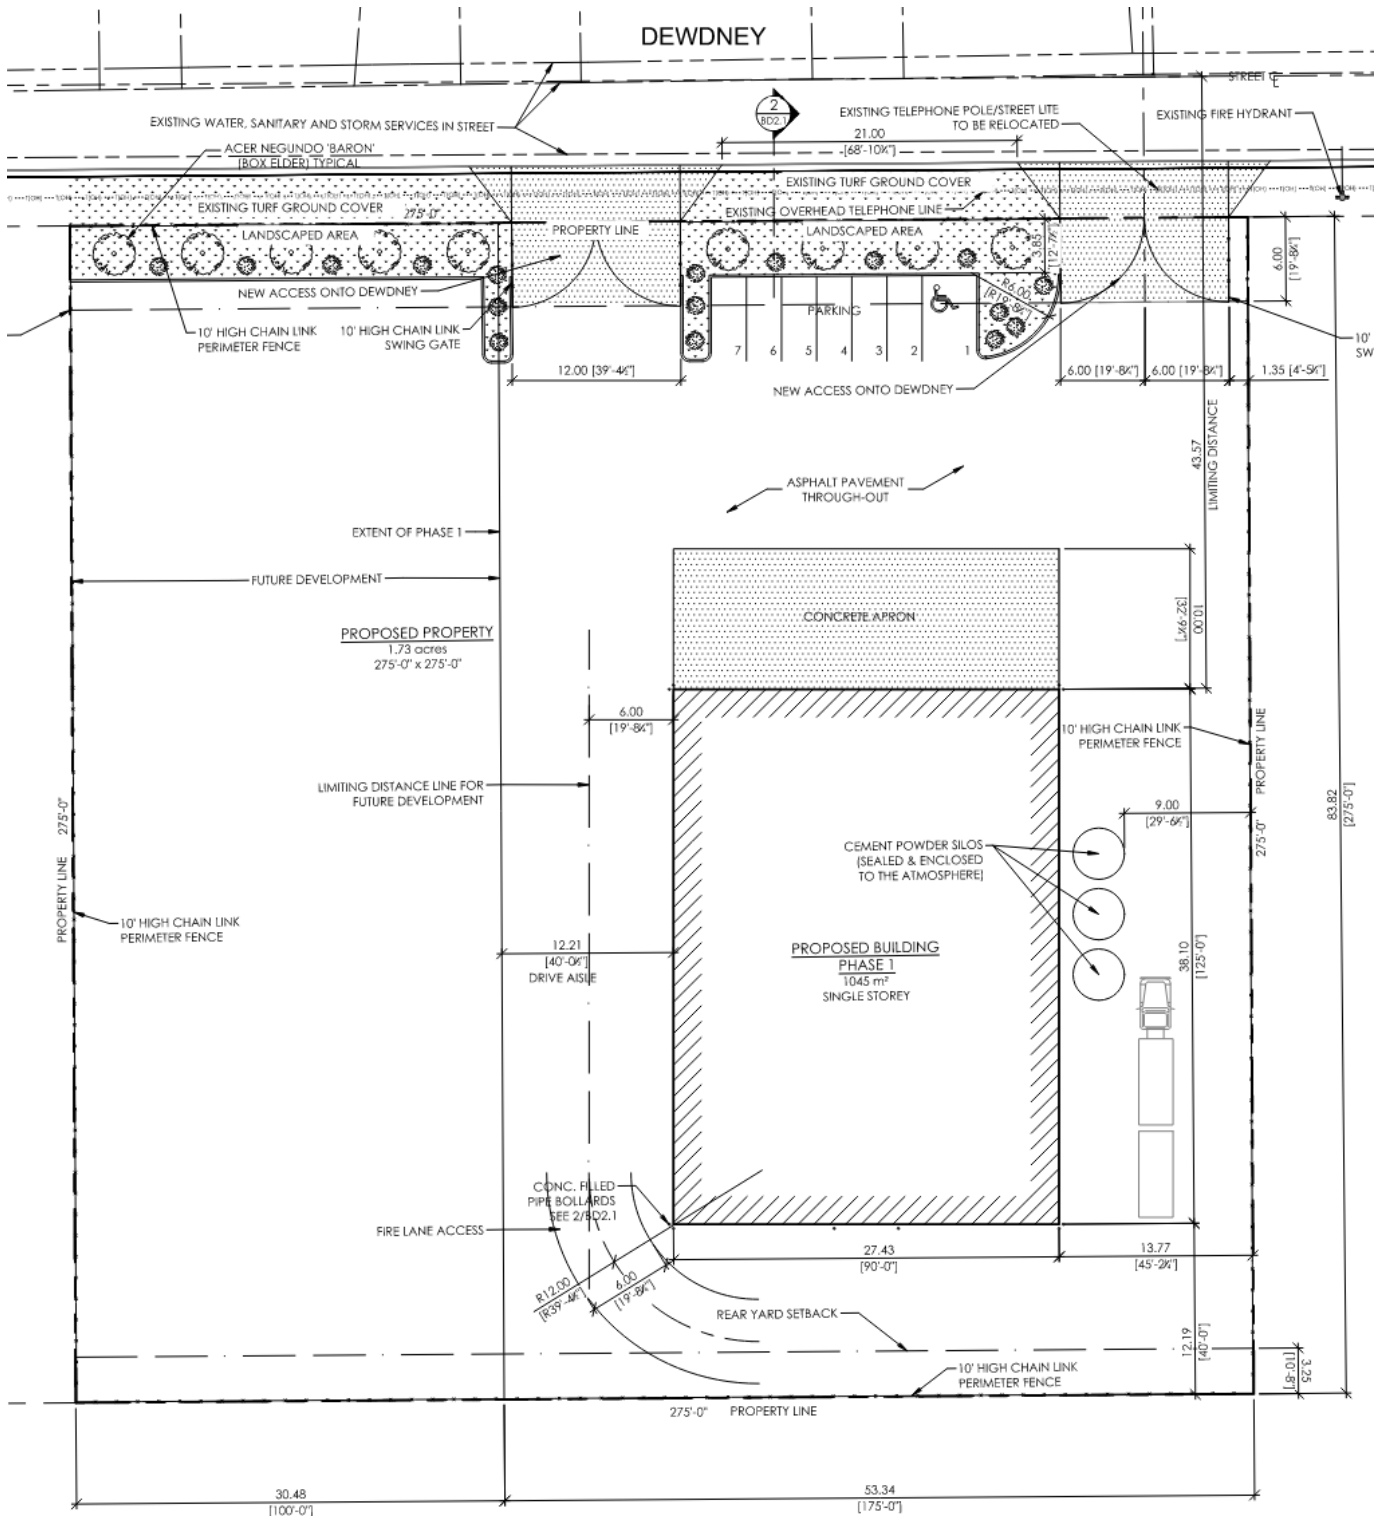 DEWDNEY
STREET ℄
2
BD2.1
EXISTING TELEPHONE POLE/STREET LITE
TO BE RELOCATED
EXISTING FIRE HYDRANT
EXISTING WATER, SANITARY AND STORM SERVICES IN STREET
21.00
[68'-10¾"]
ACER NEGUNDO 'BARON'
(BOX ELDER) TYPICAL
EXISTING TURF GROUND COVER
EXISTING TURF GROUND COVER
275'-0"
EXISTING OVERHEAD TELEPHONE LINE
LANDSCAPED AREA
PROPERTY LINE
LANDSCAPED AREA
3.85
[12'-7½"]
6.00
[19'-8¼"]
NEW ACCESS ONTO DEWDNEY
R6.00
[R19'-8¼"]
PARKING
10' HIGH CHAIN LINK
PERIMETER FENCE
10' HIGH CHAIN LINK
SWING GATE
10'
SW
7 6 5 4 3 2 1
12.00 [39'-4½"]
6.00 [19'-8¼"]
6.00 [19'-8¼"]
1.35 [4'-5¼"]
NEW ACCESS ONTO DEWDNEY
43.57
LIMITING DISTANCE
ASPHALT PAVEMENT
THROUGH-OUT
EXTENT OF PHASE 1
FUTURE DEVELOPMENT
CONCRETE APRON
10.00
[32'-9¾"]
PROPOSED PROPERTY
1.73 acres
275'-0" x 275'-0"
6.00
[19'-8¼"]
10' HIGH CHAIN LINK
PERIMETER FENCE
PROPERTY LINE
275'-0"
LIMITING DISTANCE LINE FOR
FUTURE DEVELOPMENT
9.00
[29'-6½"]
83.82
[275'-0"]
CEMENT POWDER SILOS
(SEALED & ENCLOSED
TO THE ATMOSPHERE)
PROPERTY LINE
275'-0"
10' HIGH CHAIN LINK
PERIMETER FENCE
12.21
[40'-0¾"]
DRIVE AISLE
PROPOSED BUILDING
PHASE 1
1045 m²
SINGLE STOREY
38.10
[125'-0"]
CONC. FILLED
PIPE BOLLARDS
SEE 2/BD2.1
FIRE LANE ACCESS
27.43
[90'-0"]
13.77
[45'-2¼"]
R12.00
[R39'-4½"]
6.00
[19'-8¼"]
REAR YARD SETBACK
12.19
[40'-0"]
3.25
[10'-8"]
10' HIGH CHAIN LINK
PERIMETER FENCE
275'-0" PROPERTY LINE
30.48
[100'-0"]
53.34
[175'-0"]